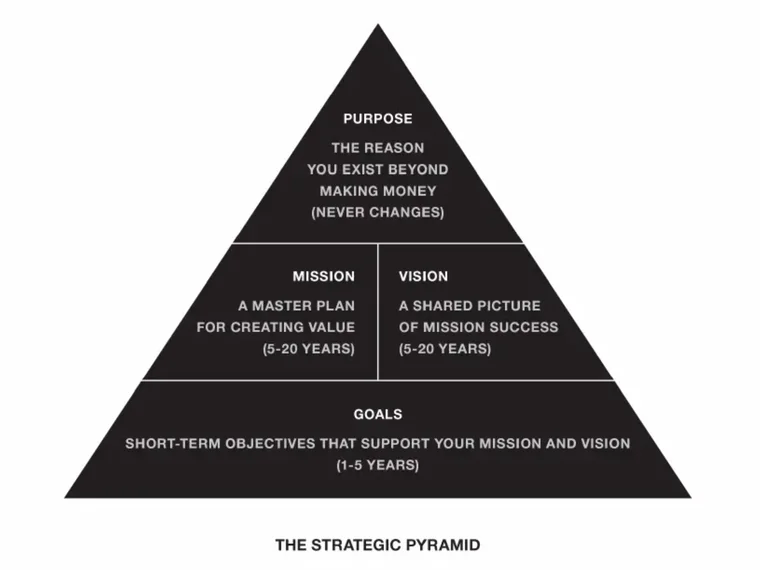 PURPOSE
THE REASON
YOU EXIST BEYOND
MAKING MONEY
(NEVER CHANGES)
MISSION
A MASTER PLAN
FOR CREATING VALUE
(5-20 YEARS)
VISION
A SHARED PICTURE
OF MISSION SUCCESS
(5-20 YEARS)
GOALS
SHORT-TERM OBJECTIVES THAT SUPPORT YOUR MISSION AND VISION
(1-5 YEARS)
THE STRATEGIC PYRAMID